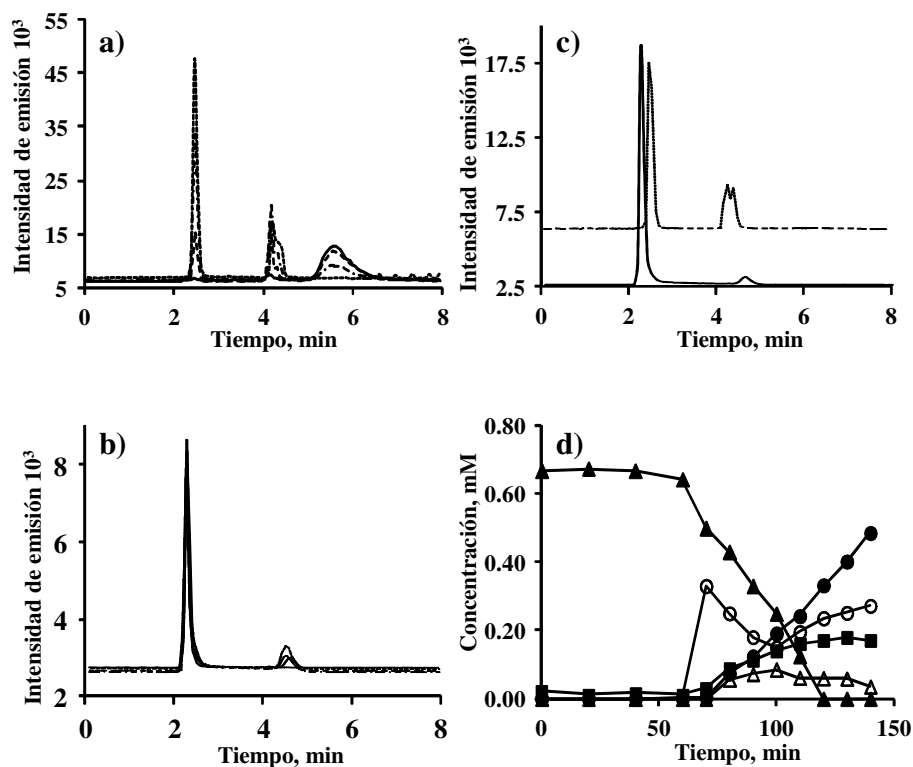 a)
Intensidad de emisión 10³
55
45
35
25
15
5
0 2 4 6 8
Tiempo, min
c)
Intensidad de emisión 10³
17.5
12.5
7.5
2.5
0 2 4 6 8
Tiempo, min
b)
Intensidad de emisión 10³
8
6
4
2
0 2 4 6 8
Tiempo, min
d)
Concentración, mM
0.80
0.60
0.40
0.20
0.00
0 50 100 150
Tiempo, min